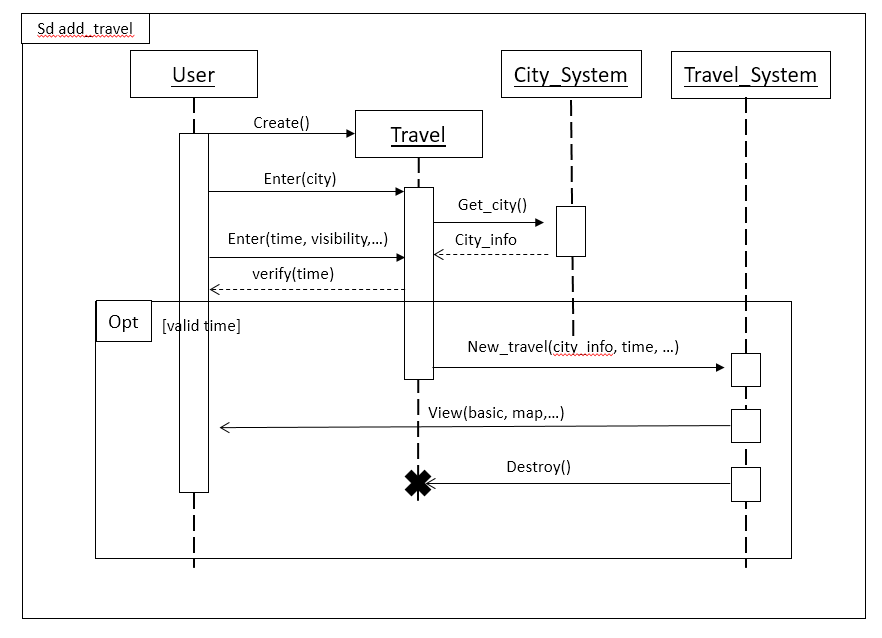 Sd add_travel
User
City_System
Travel_System
Create()
Travel
Enter(city)
Get_city()
Enter(time, visibility,...)
City_info
verify(time)
Opt
[valid time]
New_travel(city_info, time, ...)
View(basic, map,...)
Destroy()